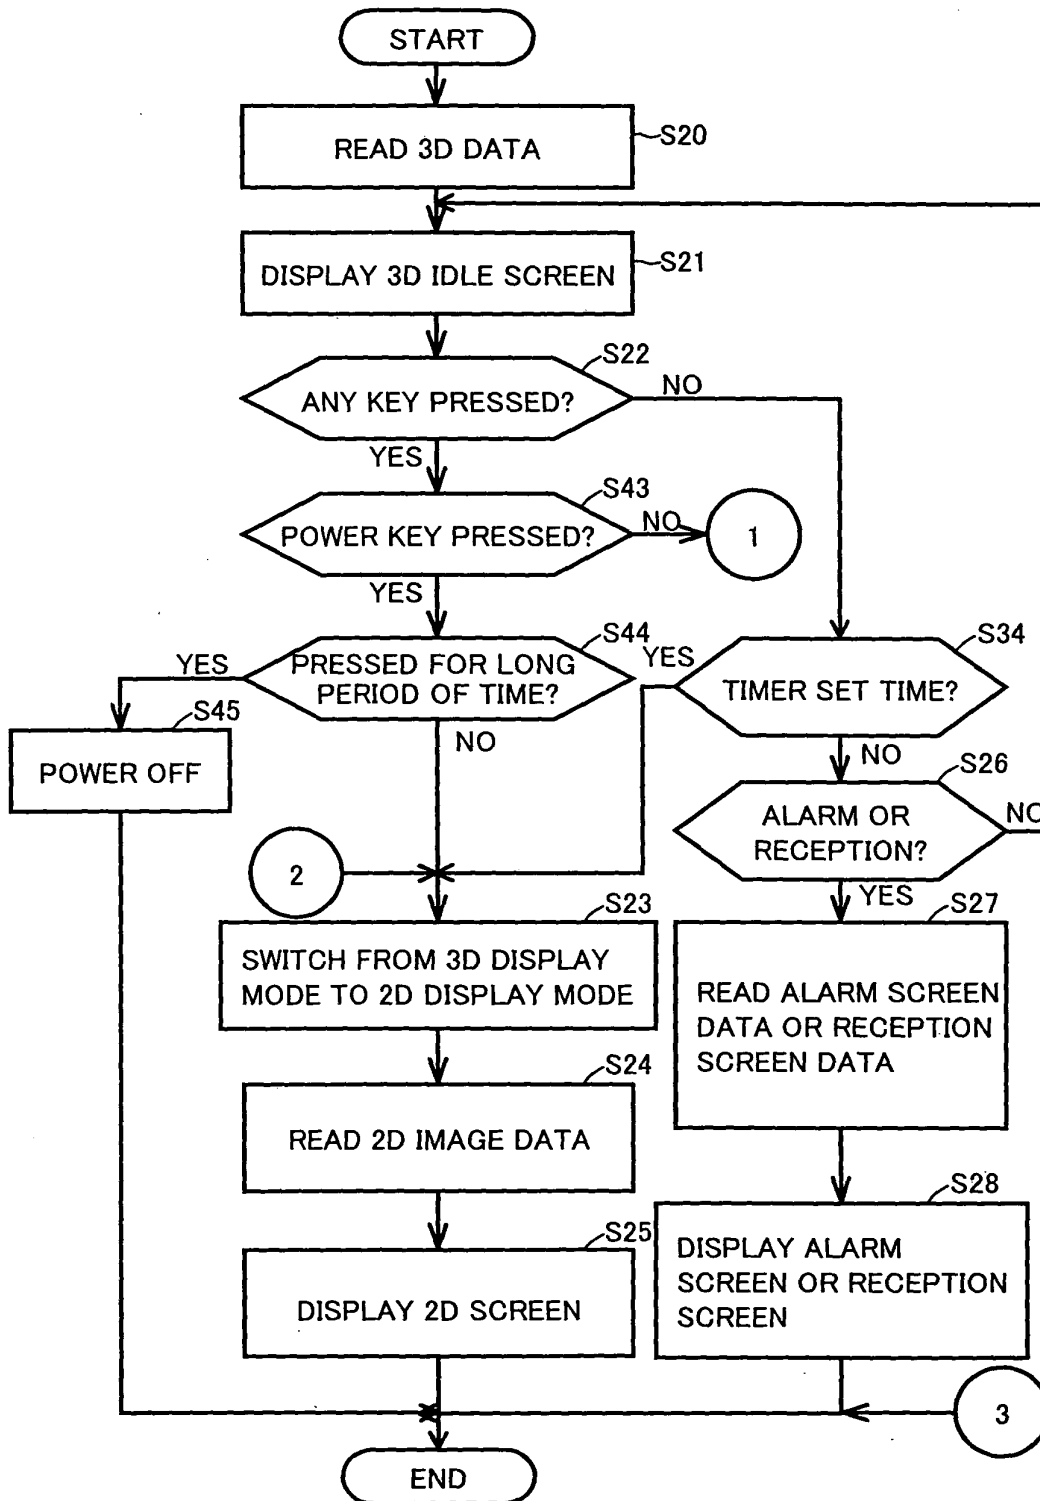 START
READ 3D DATA
S20
DISPLAY 3D IDLE SCREEN
S21
S22
ANY KEY PRESSED?
NO
YES
S43
POWER KEY PRESSED?
NO
1
YES
S44
PRESSED FOR LONG
PERIOD OF TIME?
YES
NO
S45
POWER OFF
S34
YES
TIMER SET TIME?
NO
S26
ALARM OR
RECEPTION?
NO
YES
2
S23
SWITCH FROM 3D DISPLAY
MODE TO 2D DISPLAY MODE
S27
READ ALARM SCREEN
DATA OR RECEPTION
SCREEN DATA
S24
READ 2D IMAGE DATA
S28
DISPLAY ALARM
SCREEN OR RECEPTION
SCREEN
S25
DISPLAY 2D SCREEN
3
END